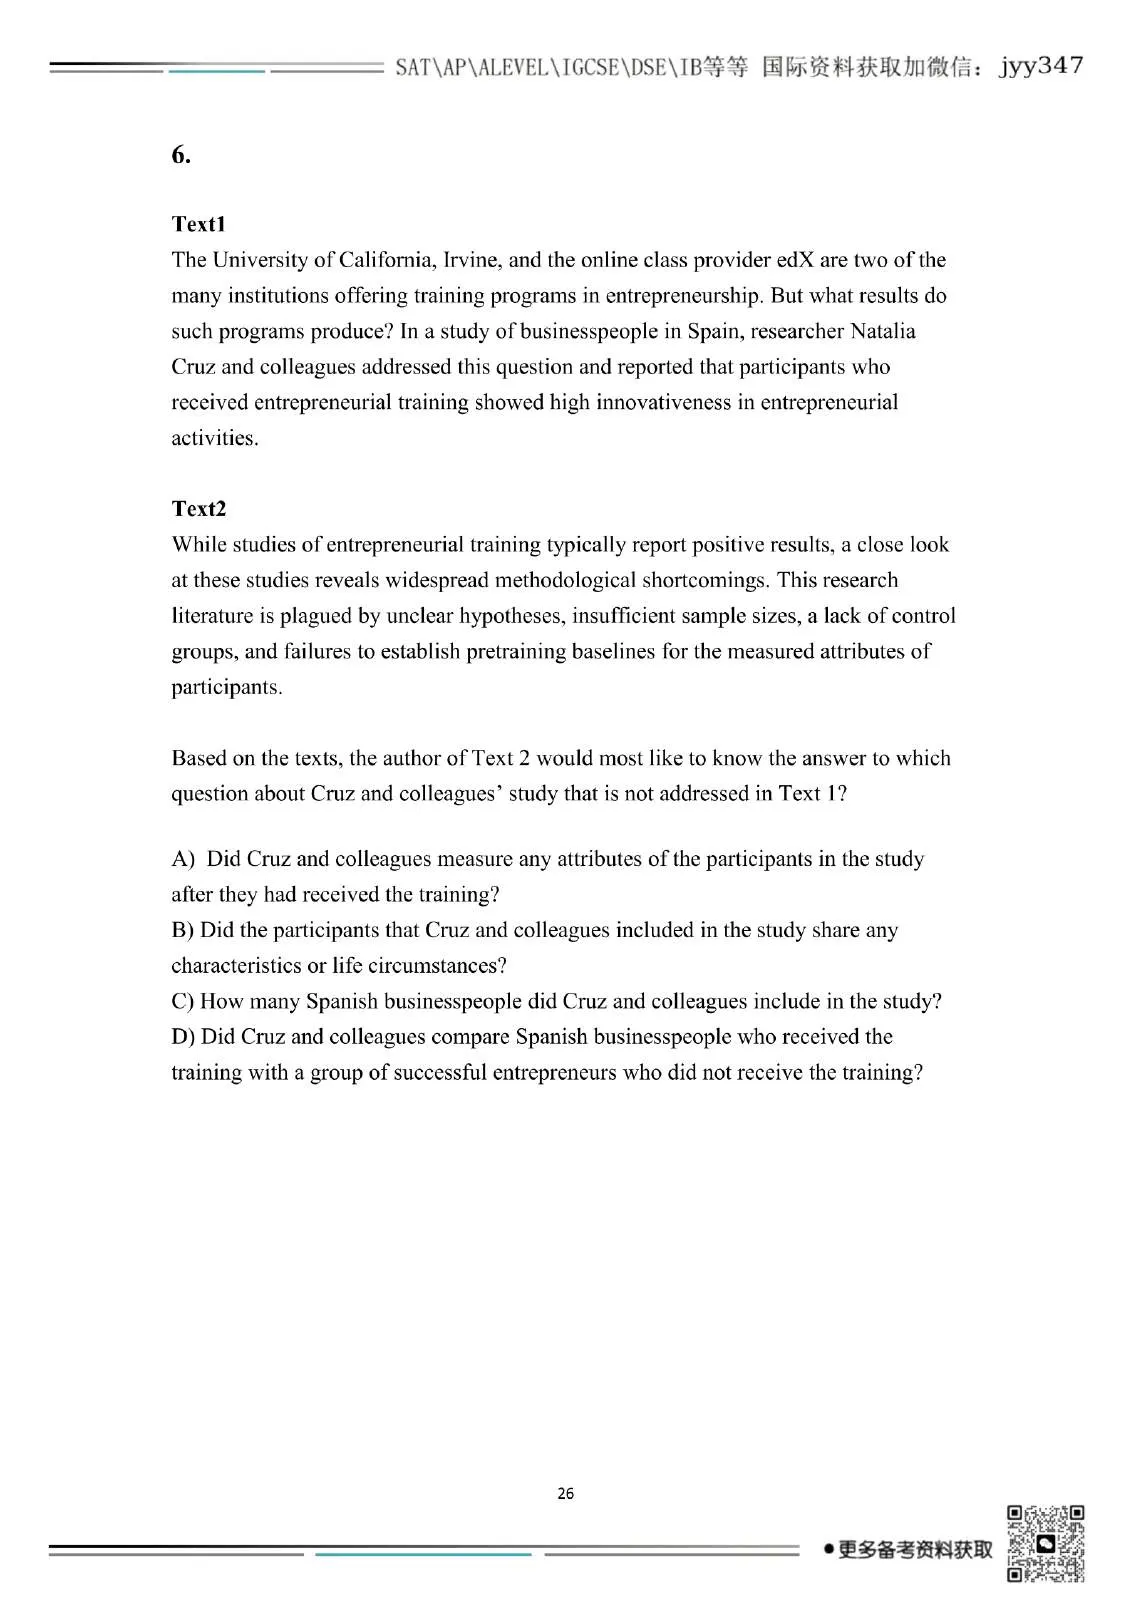 SAT\AP\ALEVEL\IGCSE\DSE\IB等等 国际资料获取加微信：jyy347
6.
Text1
The University of California, Irvine, and the online class provider edX are two of the
many institutions offering training programs in entrepreneurship. But what results do
such programs produce? In a study of businesspeople in Spain, researcher Natalia
Cruz and colleagues addressed this question and reported that participants who
received entrepreneurial training showed high innovativeness in entrepreneurial
activities.
Text2
While studies of entrepreneurial training typically report positive results, a close look
at these studies reveals widespread methodological shortcomings. This research
literature is plagued by unclear hypotheses, insufficient sample sizes, a lack of control
groups, and failures to establish pretraining baselines for the measured attributes of
participants.
Based on the texts, the author of Text 2 would most like to know the answer to which
question about Cruz and colleagues’ study that is not addressed in Text 1?
A) Did Cruz and colleagues measure any attributes of the participants in the study
after they had received the training?
B) Did the participants that Cruz and colleagues included in the study share any
characteristics or life circumstances?
C) How many Spanish businesspeople did Cruz and colleagues include in the study?
D) Did Cruz and colleagues compare Spanish businesspeople who received the
training with a group of successful entrepreneurs who did not receive the training?
26
●更多备考资料获取